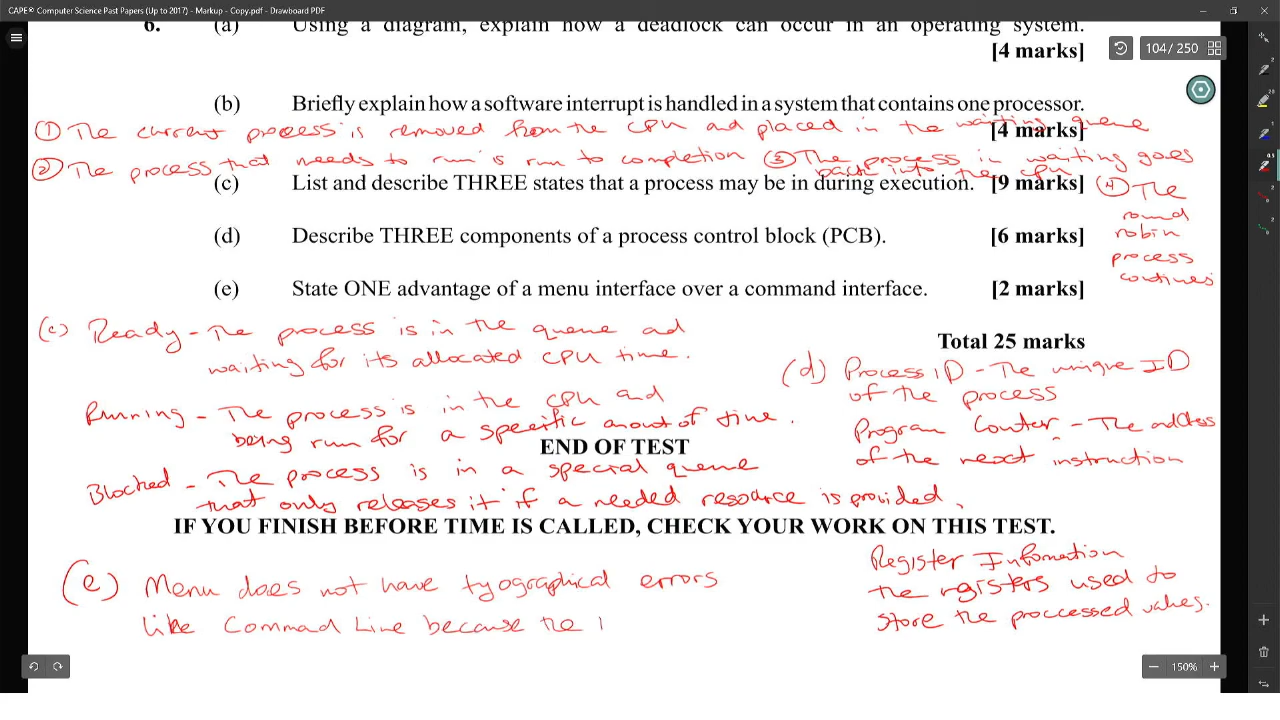 CAPE® Computer Science Past Papers (Up to 2017) - Markup - Copy.pdf - Drawboard PDF
6. (a) Using a diagram, explain how a deadlock can occur in an operating system.
[4 marks]
104 / 250
(b) Briefly explain how a software interrupt is handled in a system that contains one processor.
[4 marks]
① The current process is removed from the CPU and placed in the waiting queue
② The process that needs to run is run to completion ③ The process in waiting goes
back into the CPU
(c) List and describe THREE states that a process may be in during execution. [9 marks]
④ The
round
robin
process
continues
(d) Describe THREE components of a process control block (PCB). [6 marks]
(e) State ONE advantage of a menu interface over a command interface. [2 marks]
Total 25 marks
(c) Ready - The process is in the queue ad
waiting for its allocated CPU time.
Running - The process is in the CPU and
being run for a specific amout of time.
Blocked - The process is in a special queue
that only releases it if a needed resource is provided.
(d) Process ID - The unique ID
of the process
Program Counter - The address
of the next instruction
Register Infomation
the registers used to
store the proccessed values.
END OF TEST
IF YOU FINISH BEFORE TIME IS CALLED, CHECK YOUR WORK ON THIS TEST.
(e) Menu does not have tyographical errors
like Commad Line because the
150%